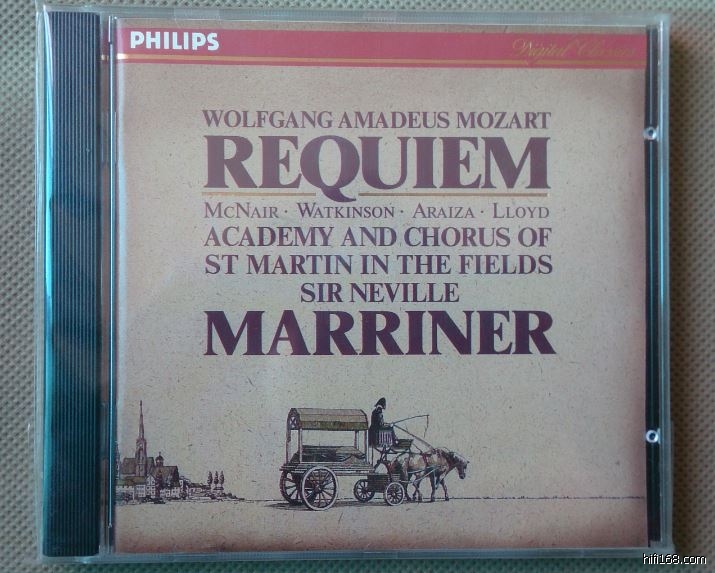 PHILIPS
Digital Classics
WOLFGANG AMADEUS MOZART
REQUIEM
MCNAIR · WATKINSON · ARAIZA · LLOYD
ACADEMY AND CHORUS OF
ST MARTIN IN THE FIELDS
SIR NEVILLE
MARRINER
hifi168.com